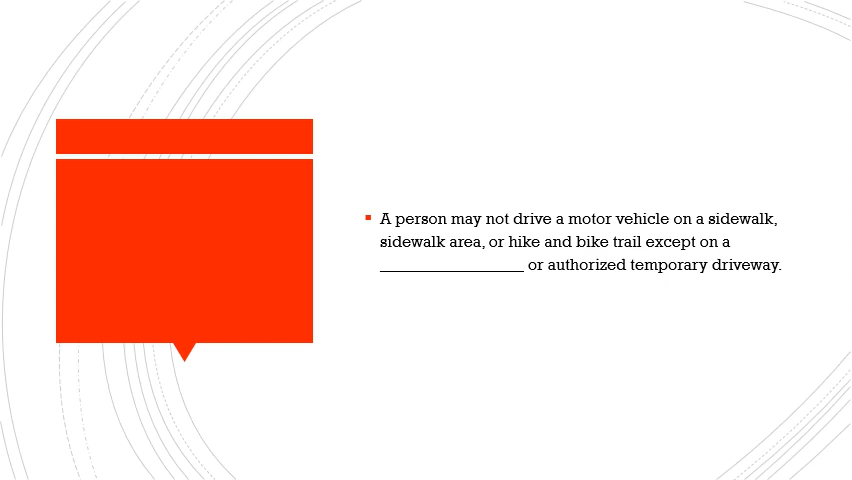 A person may not drive a motor vehicle on a sidewalk,
sidewalk area, or hike and bike trail except on a
__________________ or authorized temporary driveway.